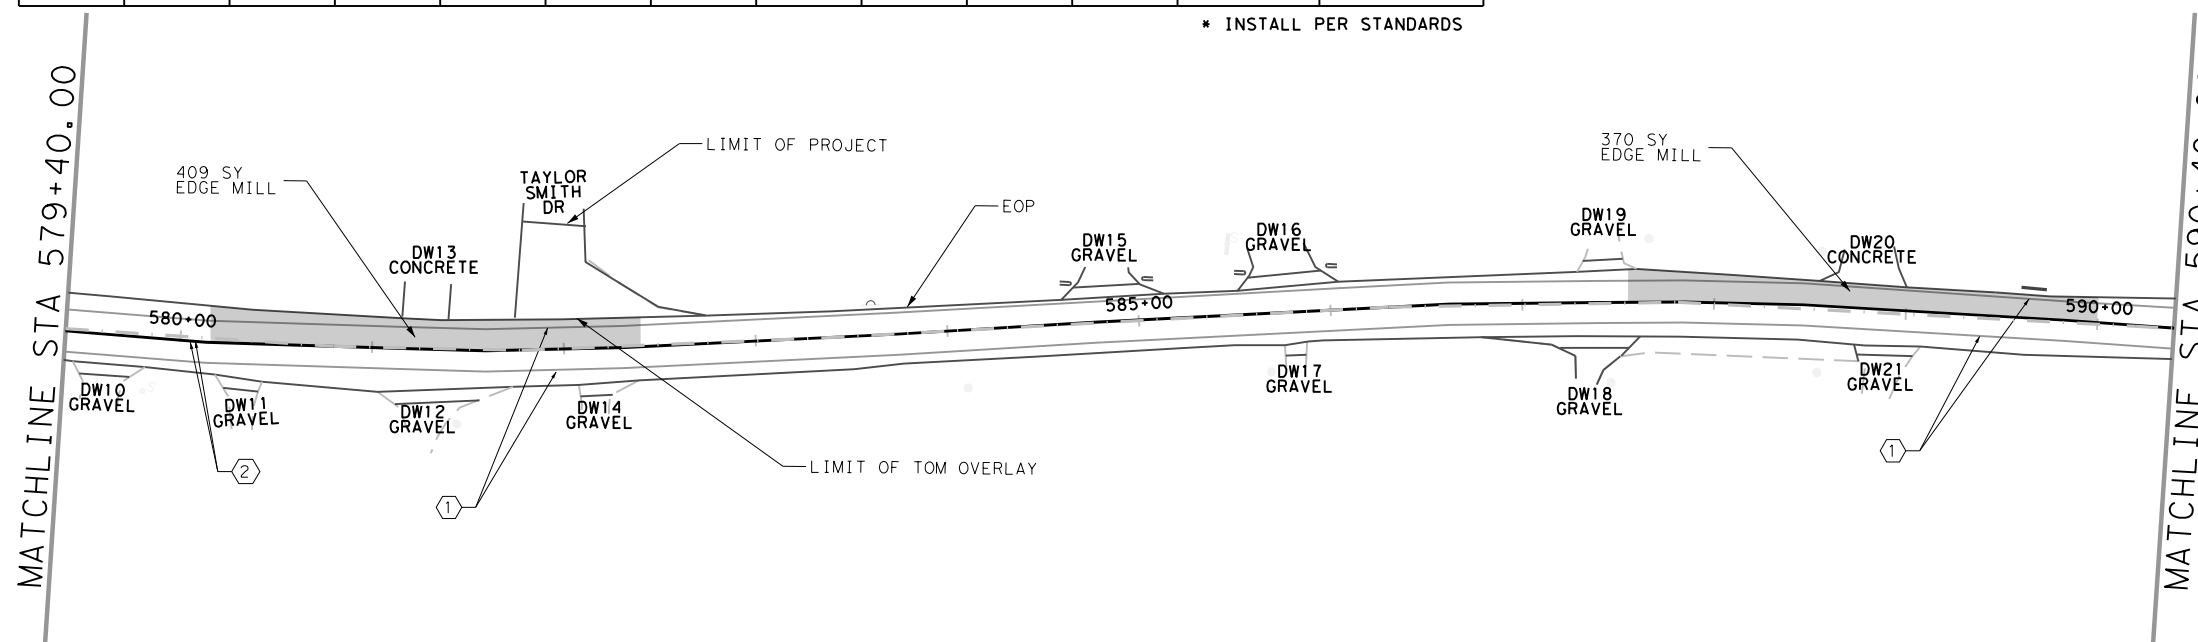 * INSTALL PER STANDARDS
MATCHLINE STA 579+40.00
409 SY
EDGE MILL
TAYLOR
SMITH
DR
LIMIT OF PROJECT
EOP
370 SY
EDGE MILL
DW13
CONCRETE
DW15
GRAVEL
DW16
GRAVEL
DW19
GRAVEL
DW20
CONCRETE
580+00
585+00
590+00
DW10
GRAVEL
DW11
GRAVEL
DW12
GRAVEL
DW14
GRAVEL
DW17
GRAVEL
DW18
GRAVEL
DW21
GRAVEL
2
1
LIMIT OF TOM OVERLAY
1
MATCHLINE STA